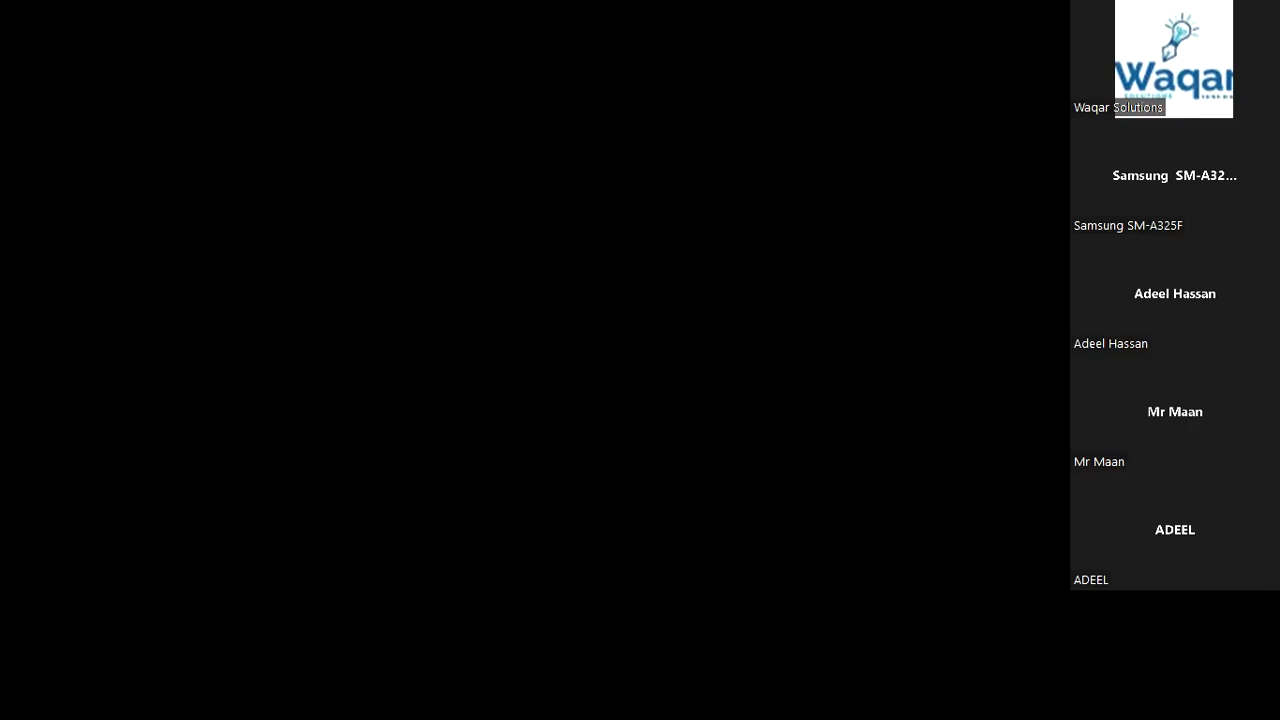 Waqar
SOLUTIONS
Waqar Solutions
Samsung SM-A32...
Samsung SM-A325F
Adeel Hassan
Adeel Hassan
Mr Maan
Mr Maan
ADEEL
ADEEL